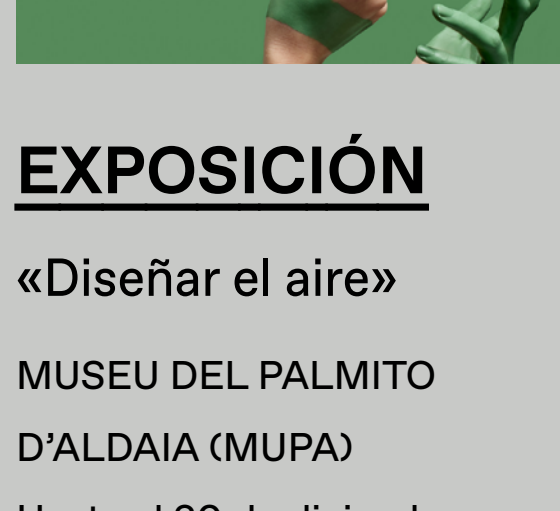 EXPOSICIÓN
«Diseñar el aire»
MUSEU DEL PALMITO
D’ALDAIA (MUPA)